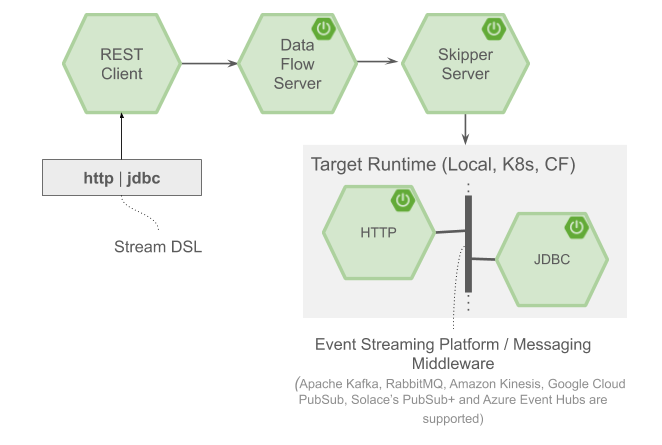 REST
Client
Data
Flow
Server
Skipper
Server
http | jdbc
Stream DSL
Target Runtime (Local, K8s, CF)
HTTP
JDBC
Event Streaming Platform / Messaging
Middleware
(Apache Kafka, RabbitMQ, Amazon Kinesis, Google Cloud
PubSub, Solace's PubSub+ and Azure Event Hubs are
supported)